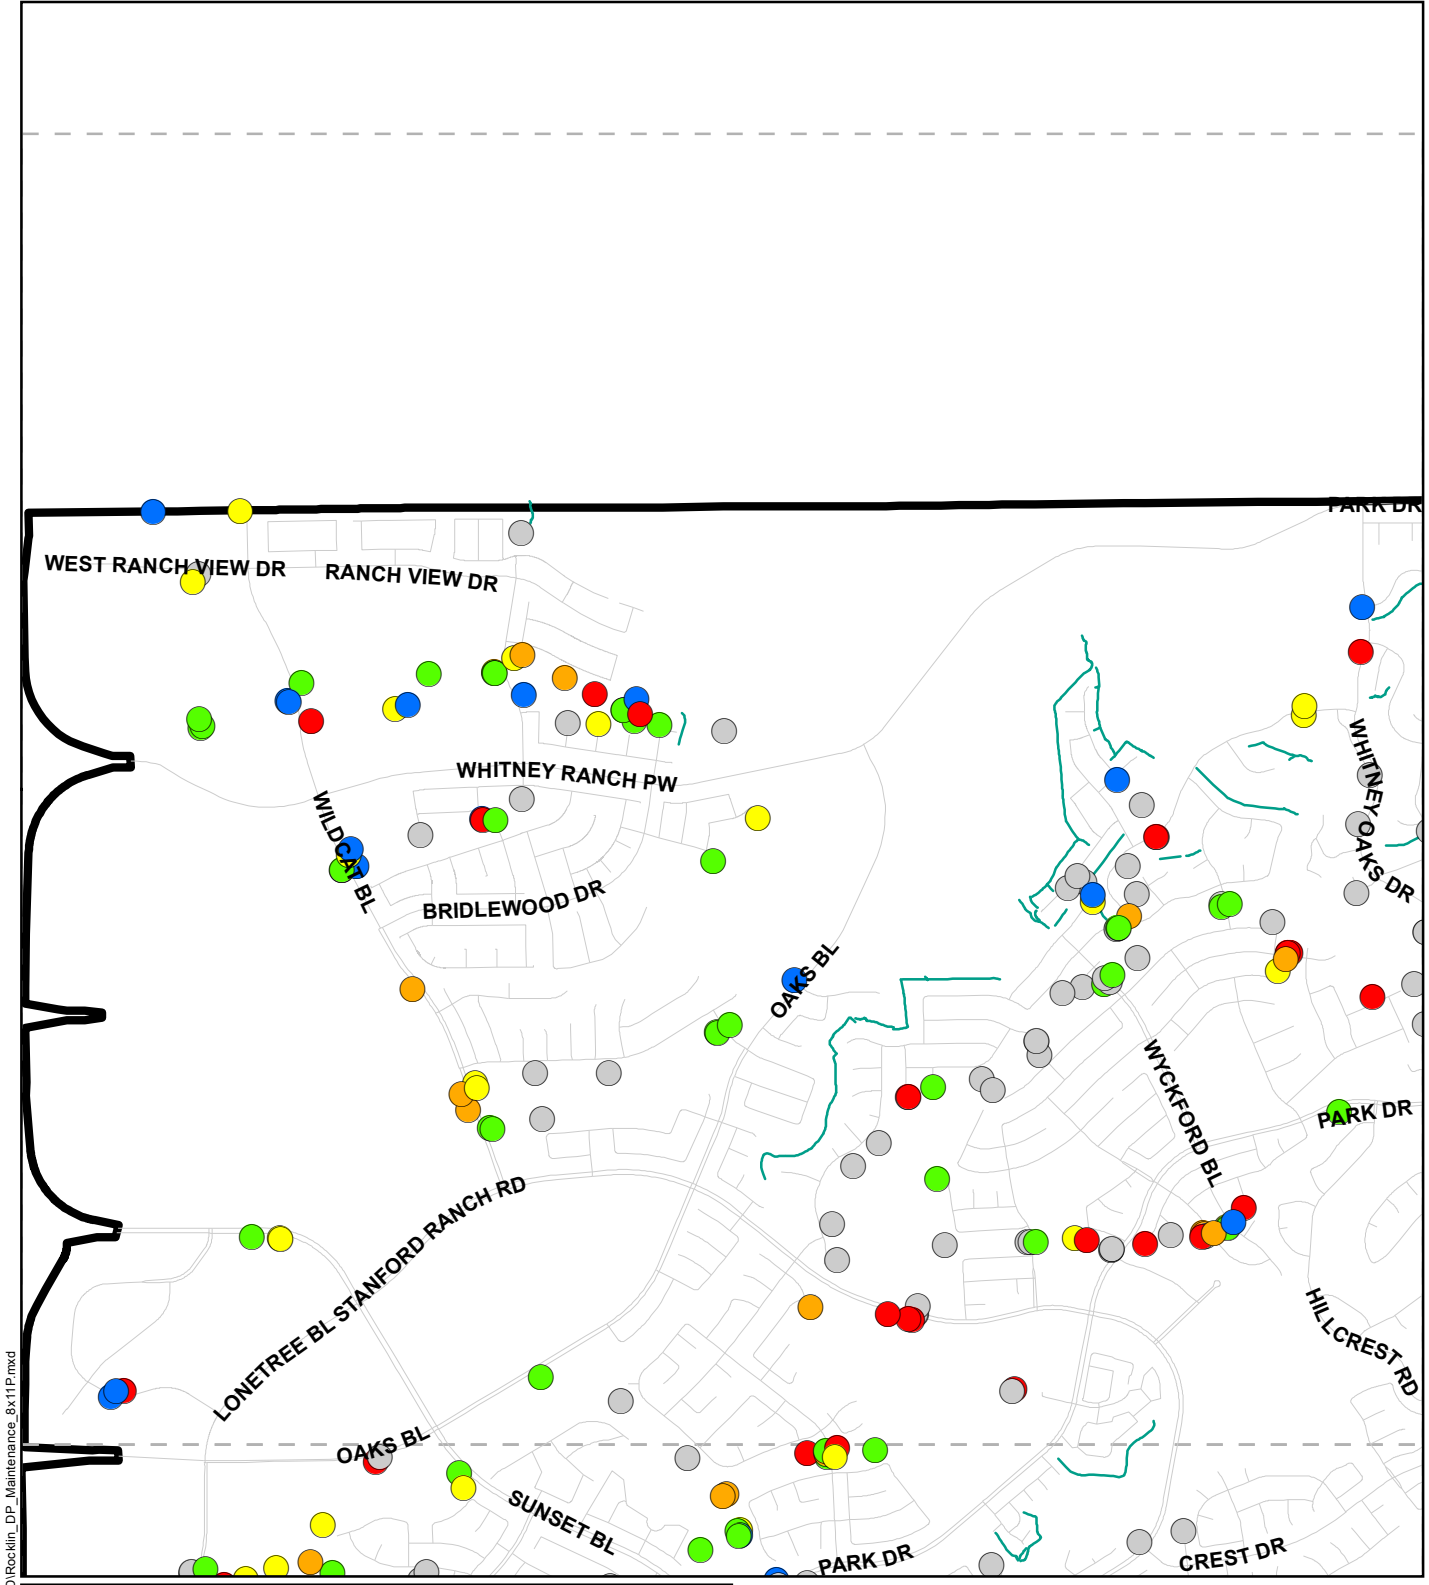 PARK DR
WEST RANCH VIEW DR
RANCH VIEW DR
WHITNEY RANCH PW
WHITNEY OAKS DR
WILDCAT BL
BRIDLEWOOD DR
OAKS BL
WYCKFORD BL
PARK DR
LONETREE BL STANFORD RANCH RD
HILLCREST RD
OAKS BL
SUNSET BL
PARK DR
CREST DR
\Rocklin_DP_Maintenance_8x11P.mxd